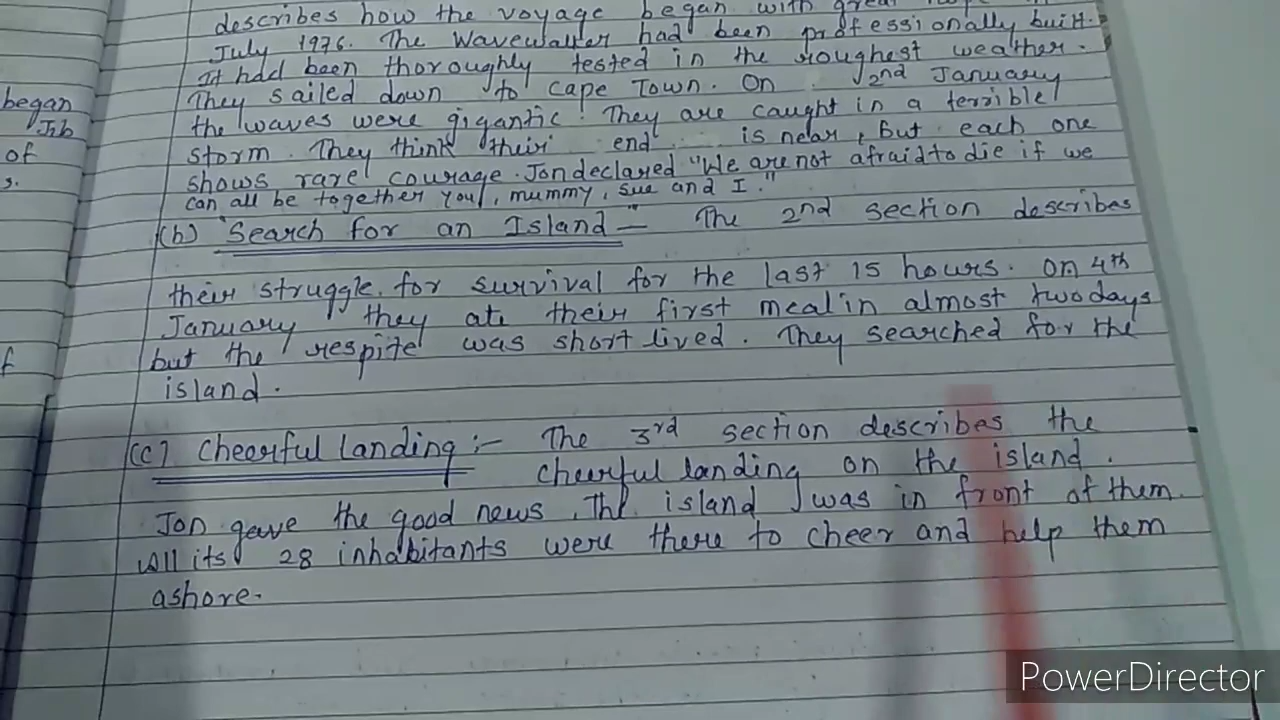 describes how the voyage began with great
July 1976. The Wavewalker had been professionally built.
It had been thoroughly tested in the roughest weather.
They sailed down to Cape Town. On 2nd January
the waves were gigantic. They are caught in a terrible
storm. They think their end is near, but each one
shows rare courage. Jon declared "We are not afraid to die if we
can all be together you, mummy, sue and I."
(b) "Search for an Island" - The 2nd section describes
their struggle for survival for the last 15 hours. On 4th
January they ate their first meal in almost two days
but the respite was short lived. They searched for the
island.
(c) Cheerful landing :- The 3rd section describes the
cheerful landing on the island.
Jon gave the good news. The island was in front of them.
All its 28 inhabitants were there to cheer and help them
ashore.
began
of
s.
f
PowerDirector